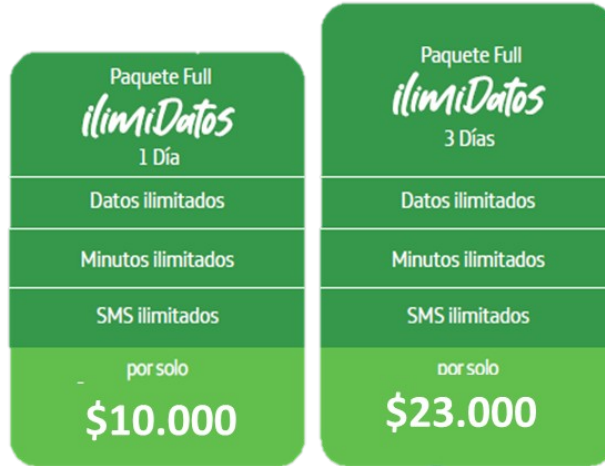 Paquete Full
ilimiDatos
1 Día
Datos ilimitados
Minutos ilimitados
SMS ilimitados
por solo
$10.000
Paquete Full
ilimiDatos
3 Días
Datos ilimitados
Minutos ilimitados
SMS ilimitados
por solo
$23.000